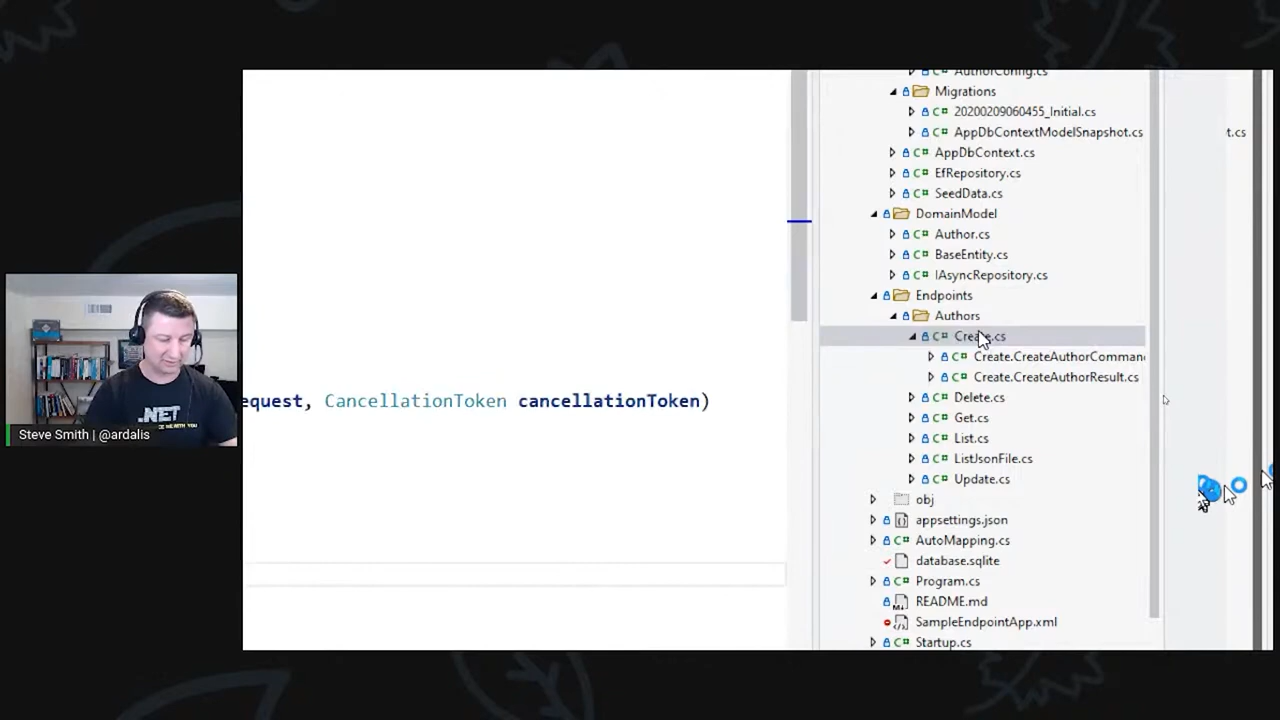 AuthorConfig.cs
Migrations
20200209060455_Initial.cs
AppDbContextModelSnapshot.cs
t.cs
AppDbContext.cs
EfRepository.cs
SeedData.cs
DomainModel
Author.cs
BaseEntity.cs
IAsyncRepository.cs
Endpoints
Authors
Create.cs
Create.CreateAuthorComman
Create.CreateAuthorResult.cs
equest, CancellationToken cancellationToken)
Delete.cs
Get.cs
List.cs
ListJsonFile.cs
Update.cs
obj
appsettings.json
AutoMapping.cs
database.sqlite
Program.cs
README.md
SampleEndpointApp.xml
Startup.cs
.NET
Steve Smith | @ardalis